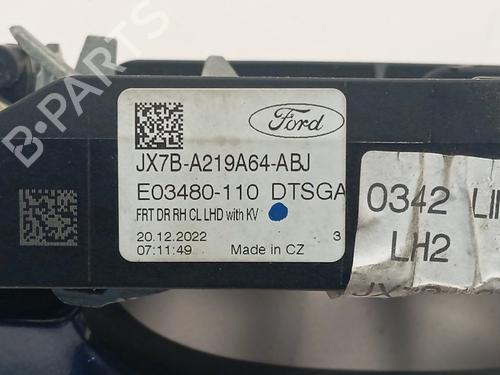 B-PARTS
Ford
JX7B-A219A64-ABJ
E03480-110 DTSGA
FRT DR RH CL LHD with KV
20.12.2022
3
07:11:49
Made in CZ
0342
LH2